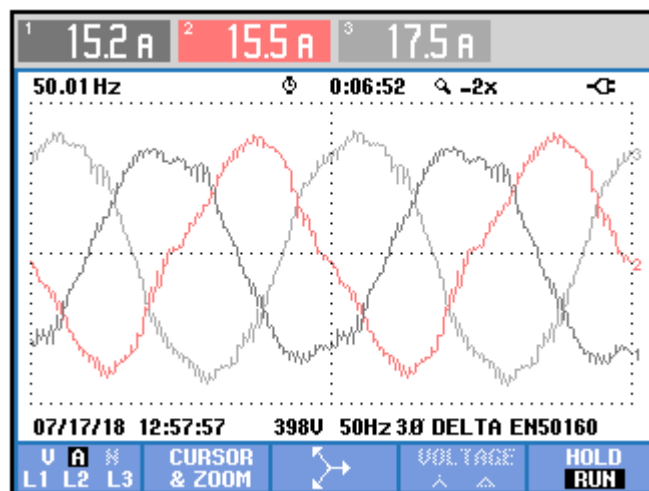 1 15.2 A 2 15.5 A 3 17.5 A
50.01 Hz 0:06:52 -2x
3
2
1
07/17/18 12:57:57 398V 50Hz 3Ø DELTA EN50160
V A N CURSOR VOLTAGE HOLD
L1 L2 L3 & ZOOM RUN